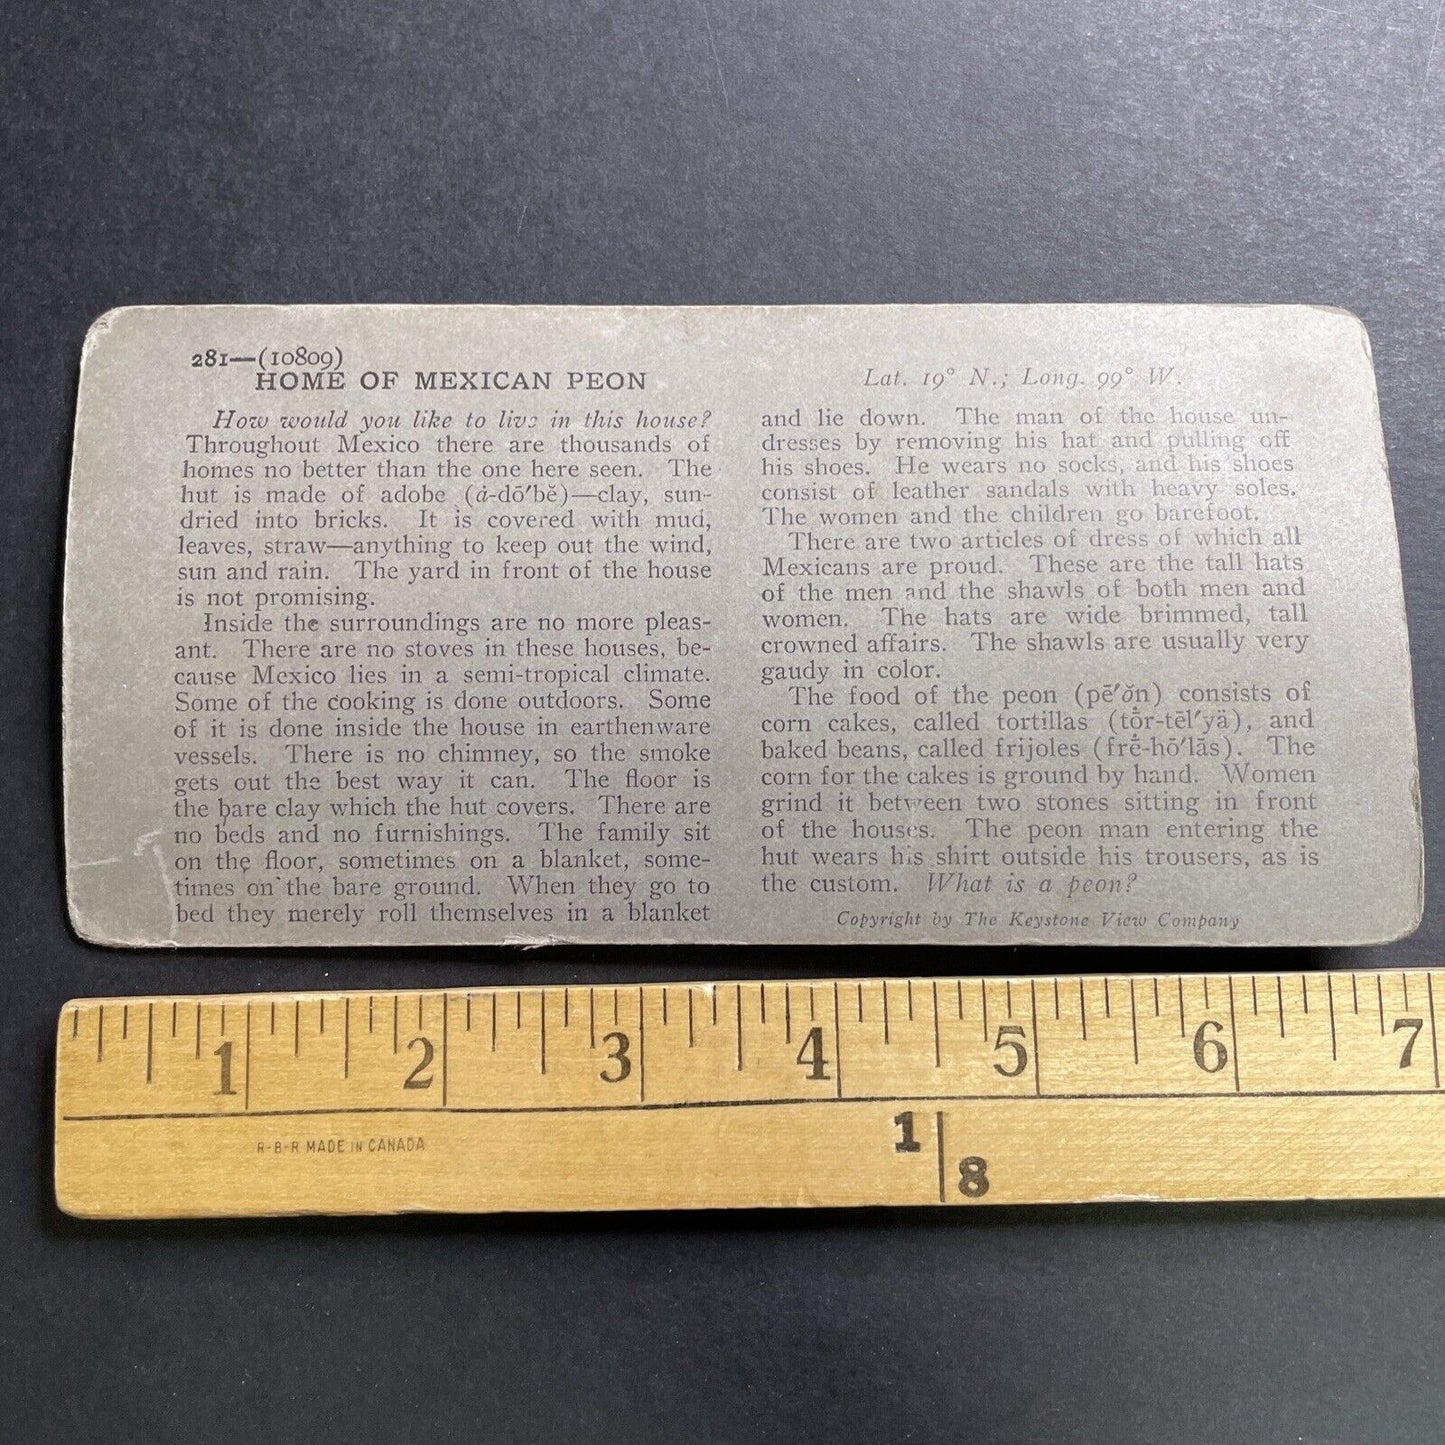 281—(10809)
HOME OF MEXICAN PEON
How would you like to live in this house?
Throughout Mexico there are thousands of
homes no better than the one here seen. The
hut is made of adobe (ȧ-dō′bĕ)—clay, sun-
dried into bricks. It is covered with mud,
leaves, straw—anything to keep out the wind,
sun and rain. The yard in front of the house
is not promising.
Inside the surroundings are no more pleas-
ant. There are no stoves in these houses, be-
cause Mexico lies in a semi-tropical climate.
Some of the cooking is done outdoors. Some
of it is done inside the house in earthenware
vessels. There is no chimney, so the smoke
gets out the best way it can. The floor is
the bare clay which the hut covers. There are
no beds and no furnishings. The family sit
on the floor, sometimes on a blanket, some-
times on the bare ground. When they go to
bed they merely roll themselves in a blanket
Lat. 19° N.; Long. 99° W.
and lie down. The man of the house un-
dresses by removing his hat and pulling off
his shoes. He wears no socks, and his shoes
consist of leather sandals with heavy soles.
The women and the children go barefoot.
There are two articles of dress of which all
Mexicans are proud. These are the tall hats
of the men and the shawls of both men and
women. The hats are wide brimmed, tall
crowned affairs. The shawls are usually very
gaudy in color.
The food of the peon (pē′ŏn) consists of
corn cakes, called tortillas (tôr-tēl′yä), and
baked beans, called frijoles (frē-hō′lās). The
corn for the cakes is ground by hand. Women
grind it between two stones sitting in front
of the houses. The peon man entering the
hut wears his shirt outside his trousers, as is
the custom. What is a peon?
Copyright by The Keystone View Company
1 2 3 4 5 6 7
R-B-R MADE IN CANADA
1|8